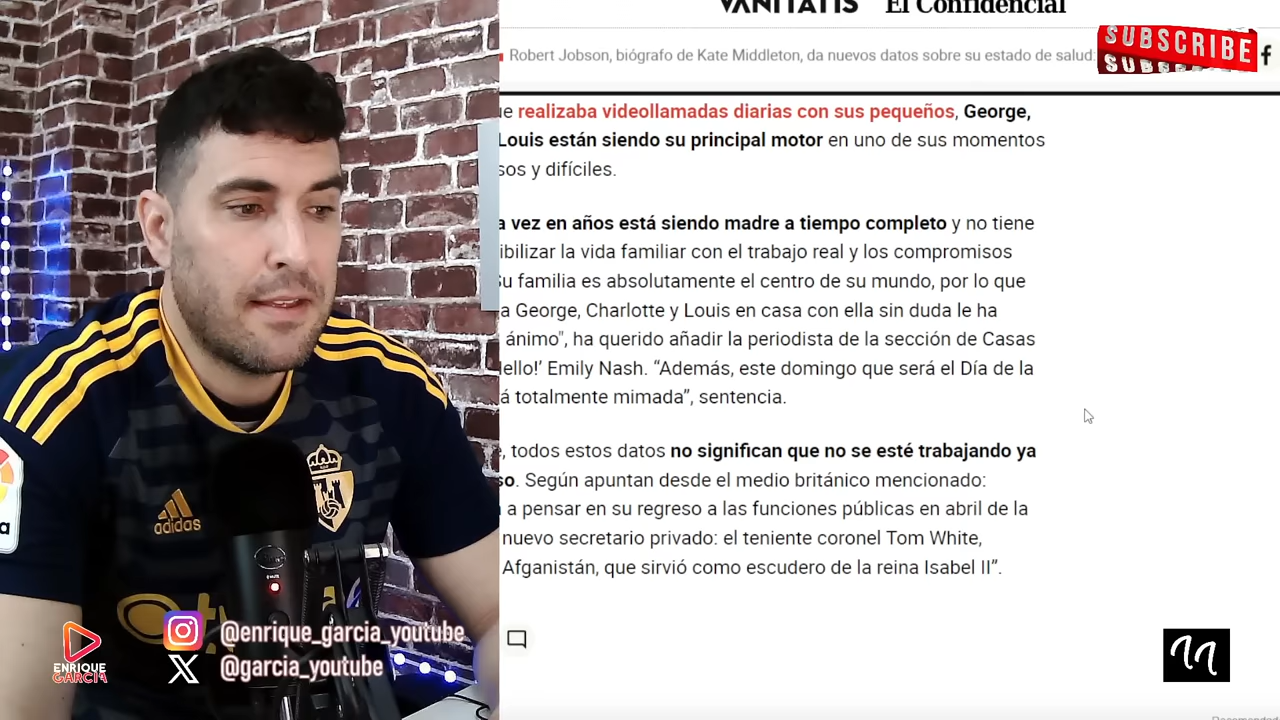 VANITATIS El Confidencial
Robert Jobson, biógrafo de Kate Middleton, da nuevos datos sobre su estado de salud:
SUBSCRIBE
realizaba videollamadas diarias con sus pequeños, George,
Louis están siendo su principal motor en uno de sus momentos
y difíciles.
vez en años está siendo madre a tiempo completo y no tiene
la vida familiar con el trabajo real y los compromisos
Su familia es absolutamente el centro de su mundo, por lo que
a George, Charlotte y Louis en casa con ella sin duda le ha
ánimo", ha querido añadir la periodista de la sección de Casas
Emily Nash. “Además, este domingo que será el Día de la
totalmente mimada”, sentencia.
todos estos datos no significan que no se esté trabajando ya
Según apuntan desde el medio británico mencionado:
a pensar en su regreso a las funciones públicas en abril de la
nuevo secretario privado: el teniente coronel Tom White,
Afganistán, que sirvió como escudero de la reina Isabel II”.
adidas
@enrique_garcia_youtube
@garcia_youtube
ENRIQUE
GARCIA